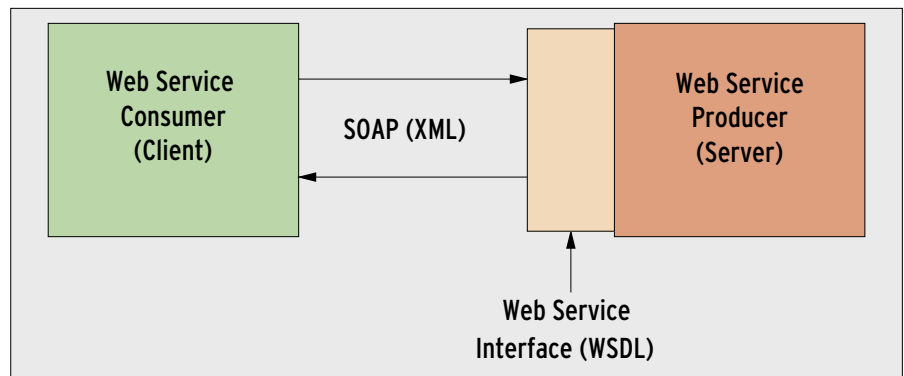 Web Service
Consumer
(Client)
SOAP (XML)
Web Service
Producer
(Server)
Web Service
Interface (WSDL)